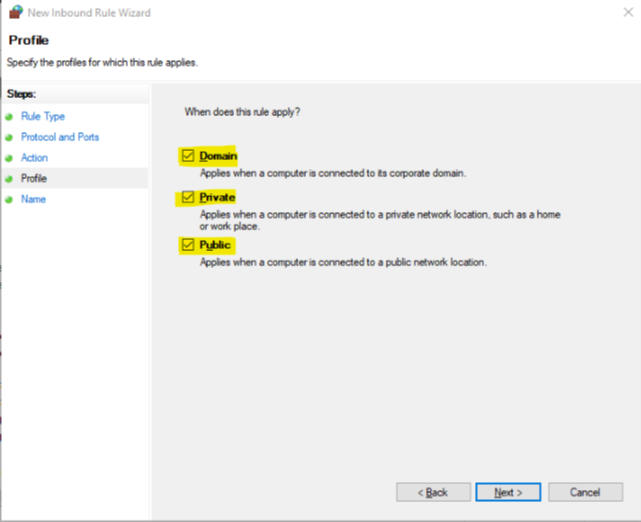 New Inbound Rule Wizard
Profile
Specify the profiles for which this rule applies.
Steps:
Rule Type
Protocol and Ports
Action
Profile
Name
When does this rule apply?
Domain
Applies when a computer is connected to its corporate domain.
Private
Applies when a computer is connected to a private network location, such as a home
or work place.
Public
Applies when a computer is connected to a public network location.
< Back
Next >
Cancel